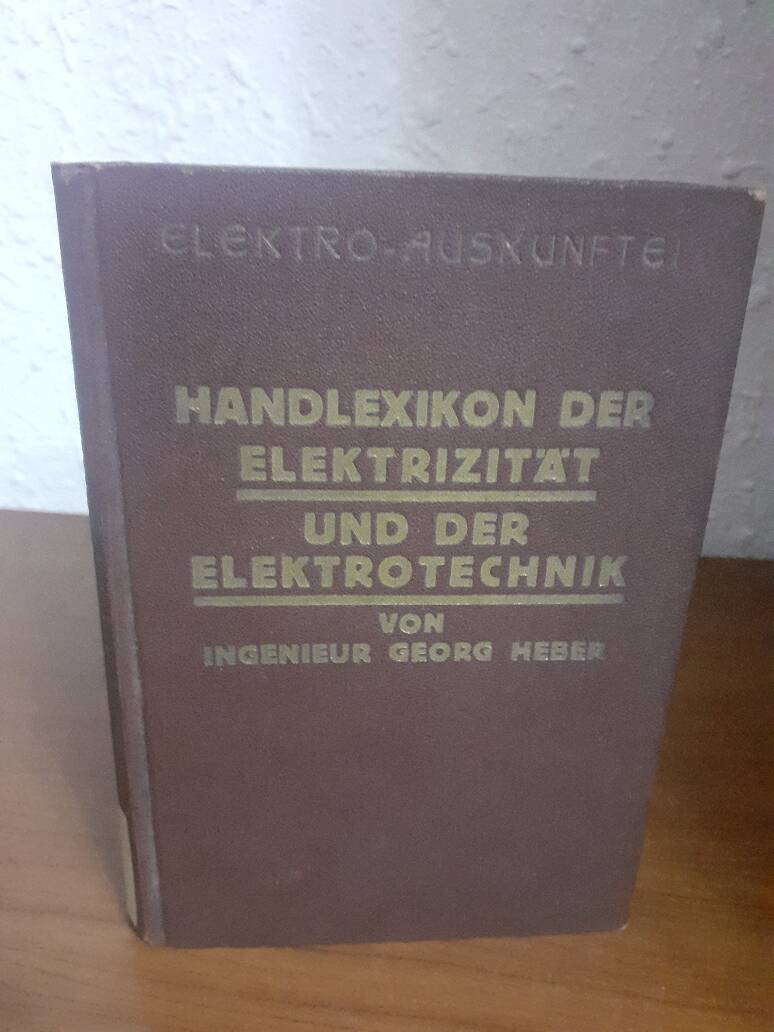 ELEKTRO-AUSKUNFTEI
HANDLEXIKON DER
ELEKTRIZITÄT
UND DER
ELEKTROTECHNIK
VON
INGENIEUR GEORG HEBER